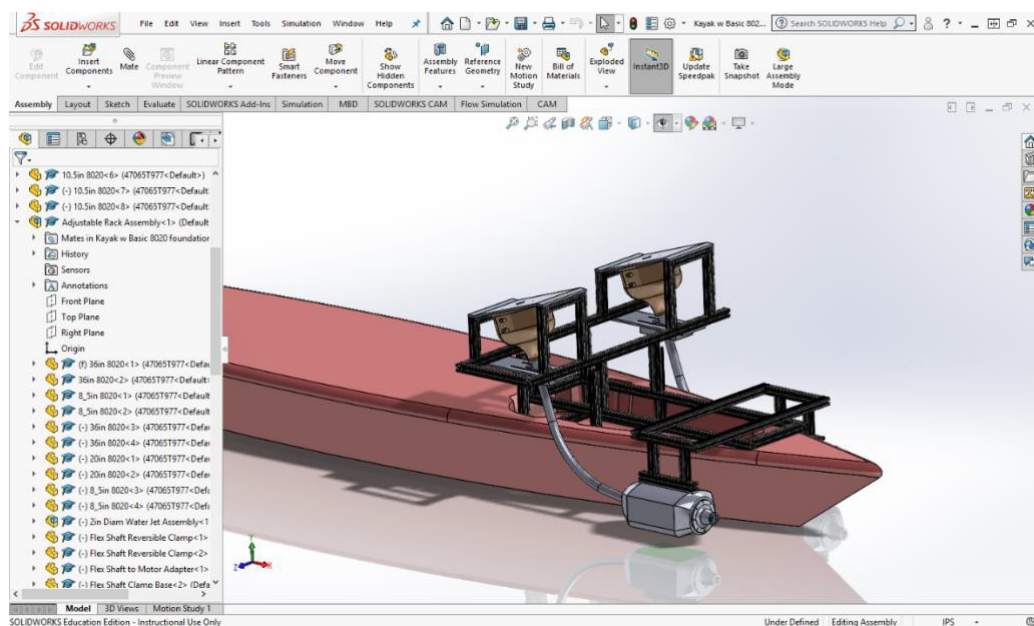 SOLIDWORKS File Edit View Insert Tools Simulation Window Help Kayak w Basic 802... Search SOLIDWORKS Help
Edit Component Insert Components Mate Component Preview Window Linear Component Pattern Smart Fasteners Move Component Show Hidden Components Assembly Features Reference Geometry New Motion Study Bill of Materials Exploded View Instant3D Update Speedpak Take Snapshot Large Assembly Mode
Assembly Layout Sketch Evaluate SOLIDWORKS Add-Ins Simulation MBD SOLIDWORKS CAM Flow Simulation CAM
10.5in 8020<6> (47065T977<Default>)
(-) 10.5in 8020<7> (47065T977<Default
(-) 10.5in 8020<8> (47065T977<Default
Adjustable Rack Assembly<1> (Default
Mates in Kayak w Basic 8020 foundation
History
Sensors
Annotations
Front Plane
Top Plane
Right Plane
Origin
(f) 36in 8020<1> (47065T977<Defau
36in 8020<2> (47065T977<Default>
8_5in 8020<1> (47065T977<Default
8_5in 8020<2> (47065T977<Default
(-) 36in 8020<3> (47065T977<Defau
(-) 36in 8020<4> (47065T977<Defau
(-) 20in 8020<1> (47065T977<Defau
(-) 20in 8020<2> (47065T977<Defau
(-) 8_5in 8020<3> (47065T977<Defa
(-) 8_5in 8020<4> (47065T977<Defa
(-) 2in Diam Water Jet Assembly<1
(-) Flex Shaft Reversible Clamp<1>
(-) Flex Shaft Reversible Clamp<2>
(-) Flex Shaft to Motor Adapter<1>
(-) Flex Shaft Clamp Base<2> (Defa
Model 3D Views Motion Study 1
SOLIDWORKS Education Edition - Instructional Use Only Under Defined Editing Assembly IPS